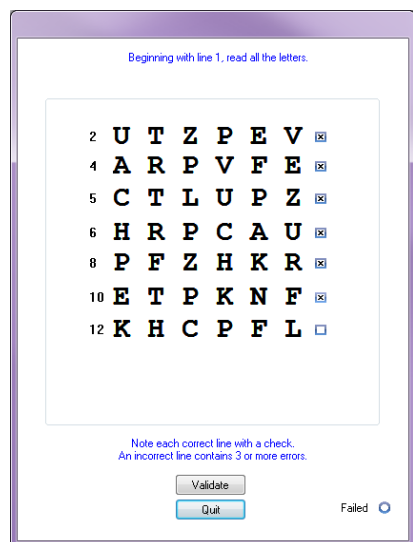 Beginning with line 1, read all the letters.
2 U T Z P E V
4 A R P V F E
5 C T L U P Z
6 H R P C A U
8 P F Z H K R
10 E T P K N F
12 K H C P F L
Note each correct line with a check.
An incorrect line contains 3 or more errors.
Validate
Quit
Failed